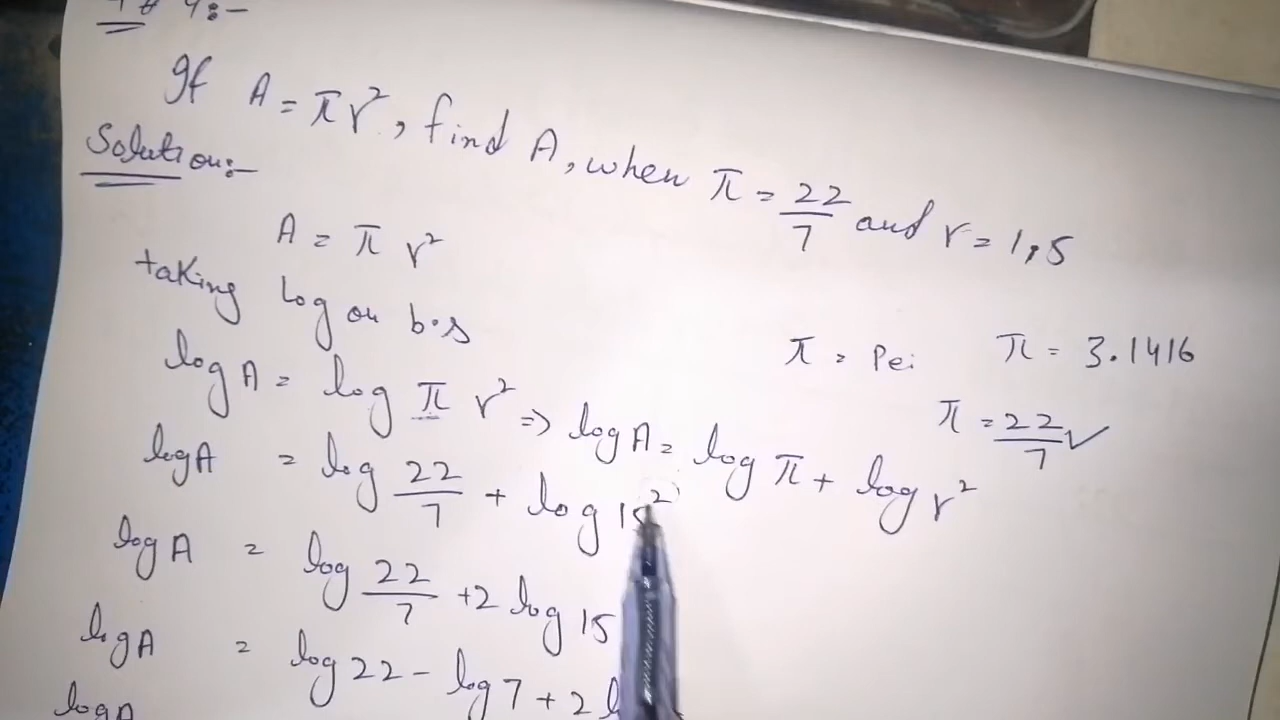 If A = πr², find A, when π = 22/7 and r = 1,5
Solution:-
A = π r²
taking log on b.s
π = Pei π = 3.1416
π = 22/7 ✓
log A = log π r² => log A = log π + log r²
log A = log 22/7 + log 15²
log A = log 22/7 + 2 log 15
log A = log 22 - log 7 + 2 l
log A